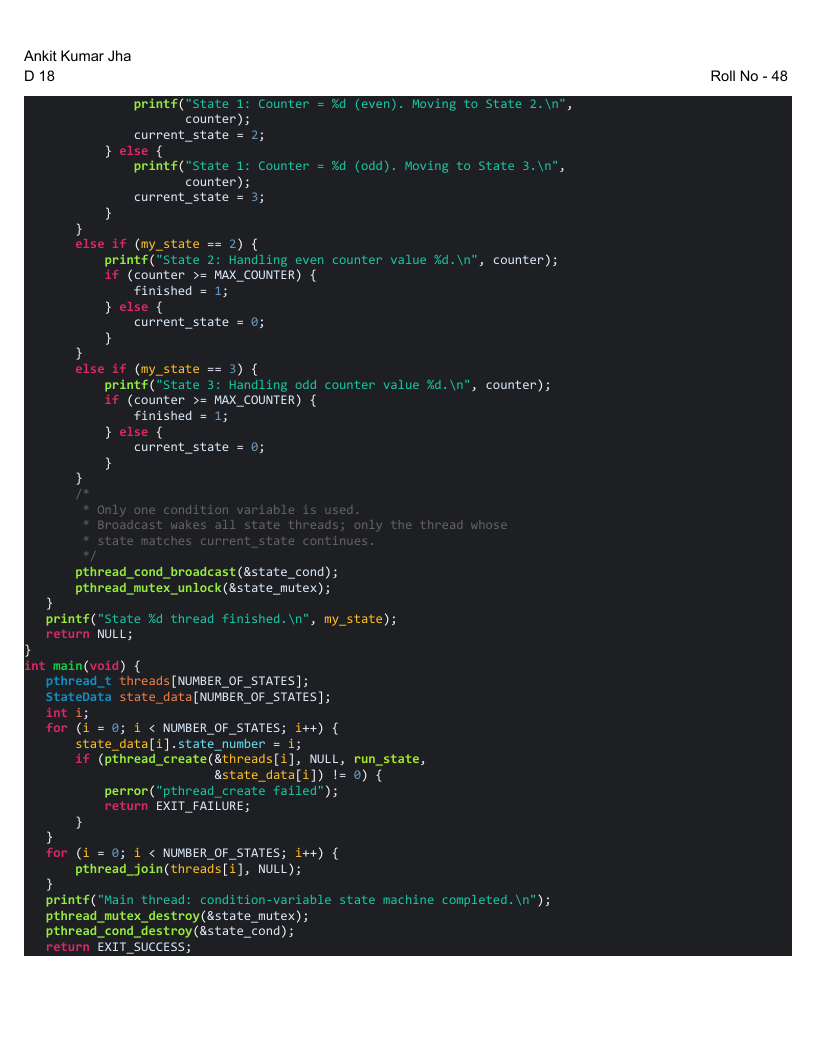 Ankit Kumar Jha
D 18 Roll No - 48
                printf("State 1: Counter = %d (even). Moving to State 2.\n",
                       counter);
                current_state = 2;
            } else {
                printf("State 1: Counter = %d (odd). Moving to State 3.\n",
                       counter);
                current_state = 3;
            }
        }
        else if (my_state == 2) {
            printf("State 2: Handling even counter value %d.\n", counter);
            if (counter >= MAX_COUNTER) {
                finished = 1;
            } else {
                current_state = 0;
            }
        }
        else if (my_state == 3) {
            printf("State 3: Handling odd counter value %d.\n", counter);
            if (counter >= MAX_COUNTER) {
                finished = 1;
            } else {
                current_state = 0;
            }
        }
        /*
         * Only one condition variable is used.
         * Broadcast wakes all state threads; only the thread whose
         * state matches current_state continues.
         */
        pthread_cond_broadcast(&state_cond);
        pthread_mutex_unlock(&state_mutex);
    }
    printf("State %d thread finished.\n", my_state);
    return NULL;
}
int main(void) {
    pthread_t threads[NUMBER_OF_STATES];
    StateData state_data[NUMBER_OF_STATES];
    int i;
    for (i = 0; i < NUMBER_OF_STATES; i++) {
        state_data[i].state_number = i;
        if (pthread_create(&threads[i], NULL, run_state,
                           &state_data[i]) != 0) {
            perror("pthread_create failed");
            return EXIT_FAILURE;
        }
    }
    for (i = 0; i < NUMBER_OF_STATES; i++) {
        pthread_join(threads[i], NULL);
    }
    printf("Main thread: condition-variable state machine completed.\n");
    pthread_mutex_destroy(&state_mutex);
    pthread_cond_destroy(&state_cond);
    return EXIT_SUCCESS;